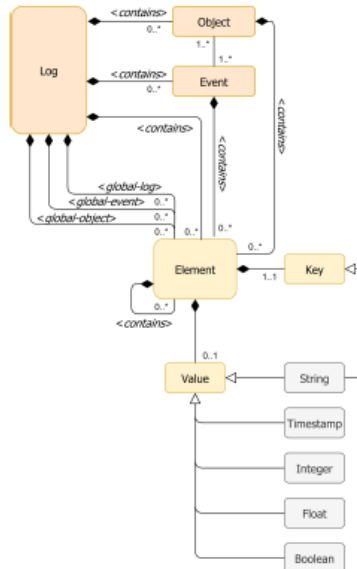 <contains>
0..*
Object
Log
1..*
1..*
<contains>
0..*
Event
<contains>
<contains>
<contains>
<global-log>
0..*
<global-event>
0..*
<global-object>
0..*
0..*
0..*
0..*
Element
1..1
Key
0..*
<contains>
0..1
Value
String
Timestamp
Integer
Float
Boolean